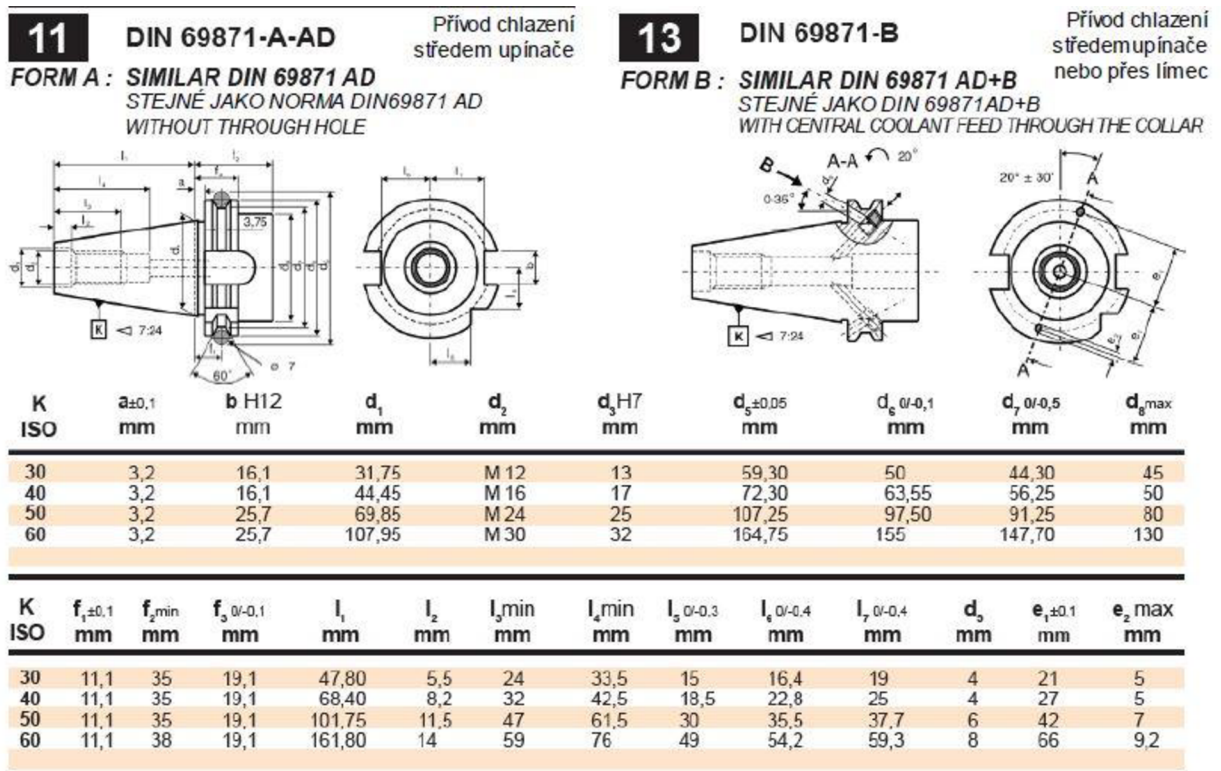 11
DIN 69871-A-AD
Přívod chlazení
středem upínače
FORM A : SIMILAR DIN 69871 AD
STEJNÉ JAKO NORMA DIN69871 AD
WITHOUT THROUGH HOLE
13
DIN 69871-B
Přívod chlazení
středem upínače
nebo přes límec
FORM B : SIMILAR DIN 69871 AD+B
STEJNÉ JAKO DIN 69871AD+B
WITH CENTRAL COOLANT FEED THROUGH THE COLLAR
a
3,75
b
K 7:24
60°
ø 7
B
A-A 20°
0-36°
K 7:24
20° ± 30'
A
A
K a±0,1 b H12 d1 d2 d3H7 d5±0,05 d6 0/-0,1 d7 0/-0,5 d8max
ISO mm mm mm mm mm mm mm mm mm
30 3,2 16,1 31,75 M 12 13 59,30 50 44,30 45
40 3,2 16,1 44,45 M 16 17 72,30 63,55 56,25 50
50 3,2 25,7 69,85 M 24 25 107,25 97,50 91,25 80
60 3,2 25,7 107,95 M 30 32 164,75 155 147,70 130
K f1±0,1 f2min f3 0/-0,1 l1 l2 l3min l4min l5 0/-0,3 l6 0/-0,4 l7 0/-0,4 d5 e1±0,1 e2 max
ISO mm mm mm mm mm mm mm mm mm mm mm mm mm
30 11,1 35 19,1 47,80 5,5 24 33,5 15 16,4 19 4 21 5
40 11,1 35 19,1 68,40 8,2 32 42,5 18,5 22,8 25 4 27 5
50 11,1 35 19,1 101,75 11,5 47 61,5 30 35,5 37,7 6 42 7
60 11,1 38 19,1 161,80 14 59 76 49 54,2 59,3 8 66 9,2